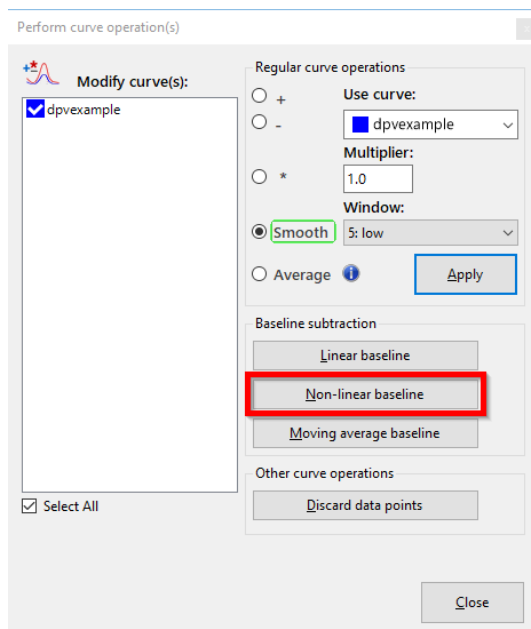 Perform curve operation(s)
Modify curve(s):
dpvexample
Select All
Regular curve operations
+
-
*
Smooth
Average
Use curve:
dpvexample
Multiplier:
1.0
Window:
5: low
Apply
Baseline subtraction
Linear baseline
Non-linear baseline
Moving average baseline
Other curve operations
Discard data points
Close